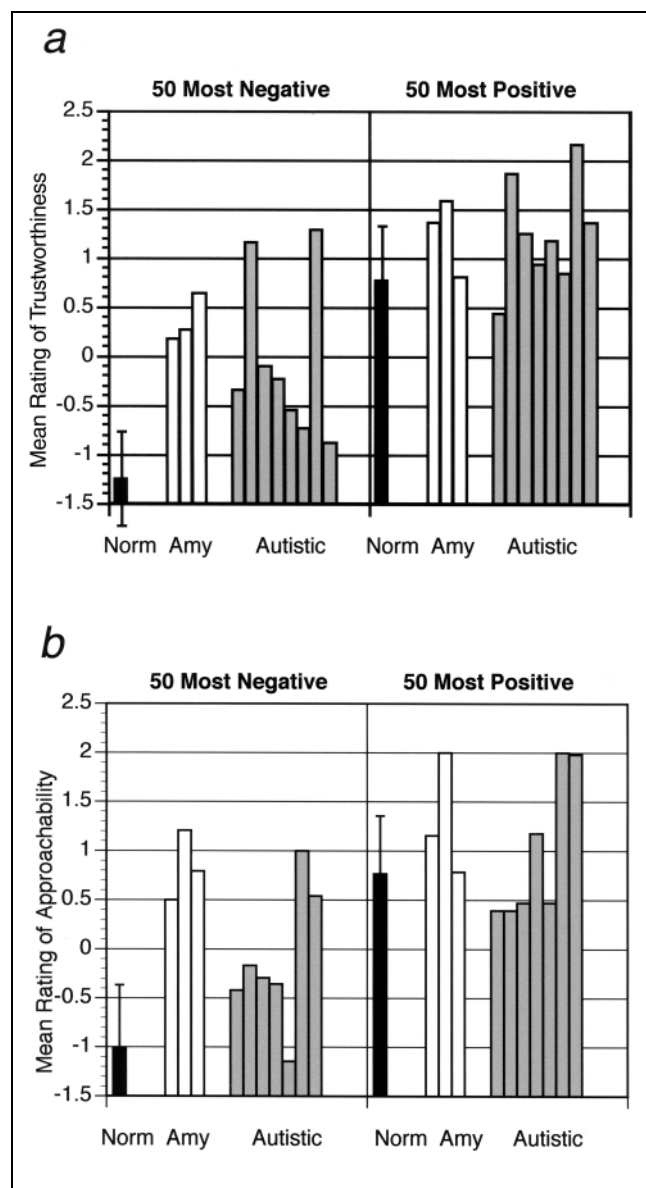 a
50 Most Negative 50 Most Positive
2.5
2
1.5
1
0.5
0
-0.5
-1
-1.5
Mean Rating of Trustworthiness
Norm Amy Autistic Norm Amy Autistic
b
50 Most Negative 50 Most Positive
2.5
2
1.5
1
0.5
0
-0.5
-1
-1.5
Mean Rating of Approachability
Norm Amy Autistic Norm Amy Autistic